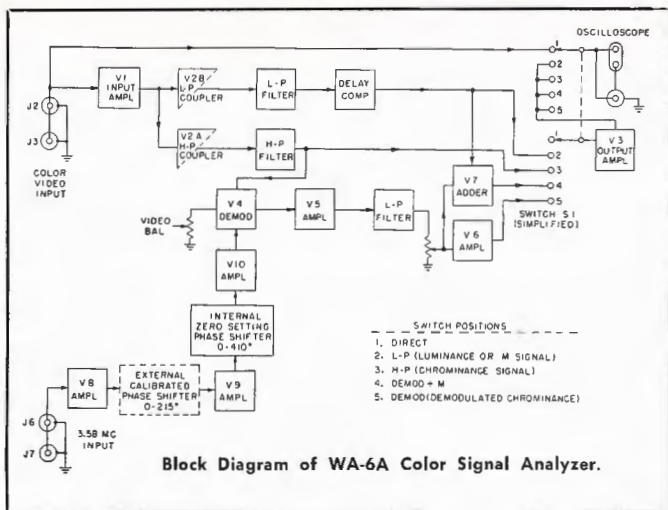 OSCILLOSCOPE
1
2
3
4
5
V1
INPUT
AMPL
V2B
L-P
COUPLER
L-P
FILTER
DELAY
COMP
J2
J3
COLOR
VIDEO
INPUT
V2A
H-P
COUPLER
H-P
FILTER
1
2
3
4
5
V3
OUTPUT
AMPL
V7
ADDER
VIDEO
BAL
V4
DEMOD
V5
AMPL
L-P
FILTER
V6
AMPL
SWITCH S1
(SIMPLIFIED)
V10
AMPL
INTERNAL
ZERO SETTING
PHASE SHIFTER
0-410°
V8
AMPL
EXTERNAL
CALIBRATED
PHASE SHIFTER
0-215°
V9
AMPL
J6
J7
3.58 MC
INPUT
SWITCH POSITIONS
1. DIRECT
2. L-P (LUMINANCE OR M SIGNAL)
3. H-P (CHROMINANCE SIGNAL)
4. DEMOD + M
5. DEMOD (DEMODULATED CHROMINANCE)
Block Diagram of WA-6A Color Signal Analyzer.